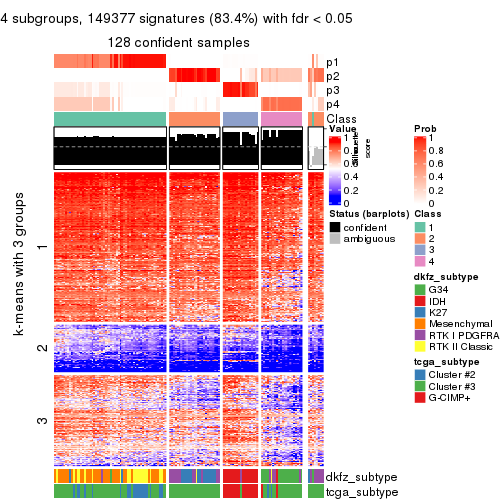 4 subgroups, 149377 signatures (83.4%) with fdr < 0.05
128 confident samples
p1
p2
p3
p4
Class
Silhouette
score
k-means with 3 groups
1
2
3
dkfz_subtype
tcga_subtype
Value
1
0.8
0.6
0.4
0.2
0
Prob
1
0.8
0.6
0.4
0.2
0
Status (barplots)
confident
ambiguous
Class
1
2
3
4
dkfz_subtype
G34
IDH
K27
Mesenchymal
RTK I PDGFRA
RTK II Classic
tcga_subtype
Cluster #2
Cluster #3
G-CIMP+